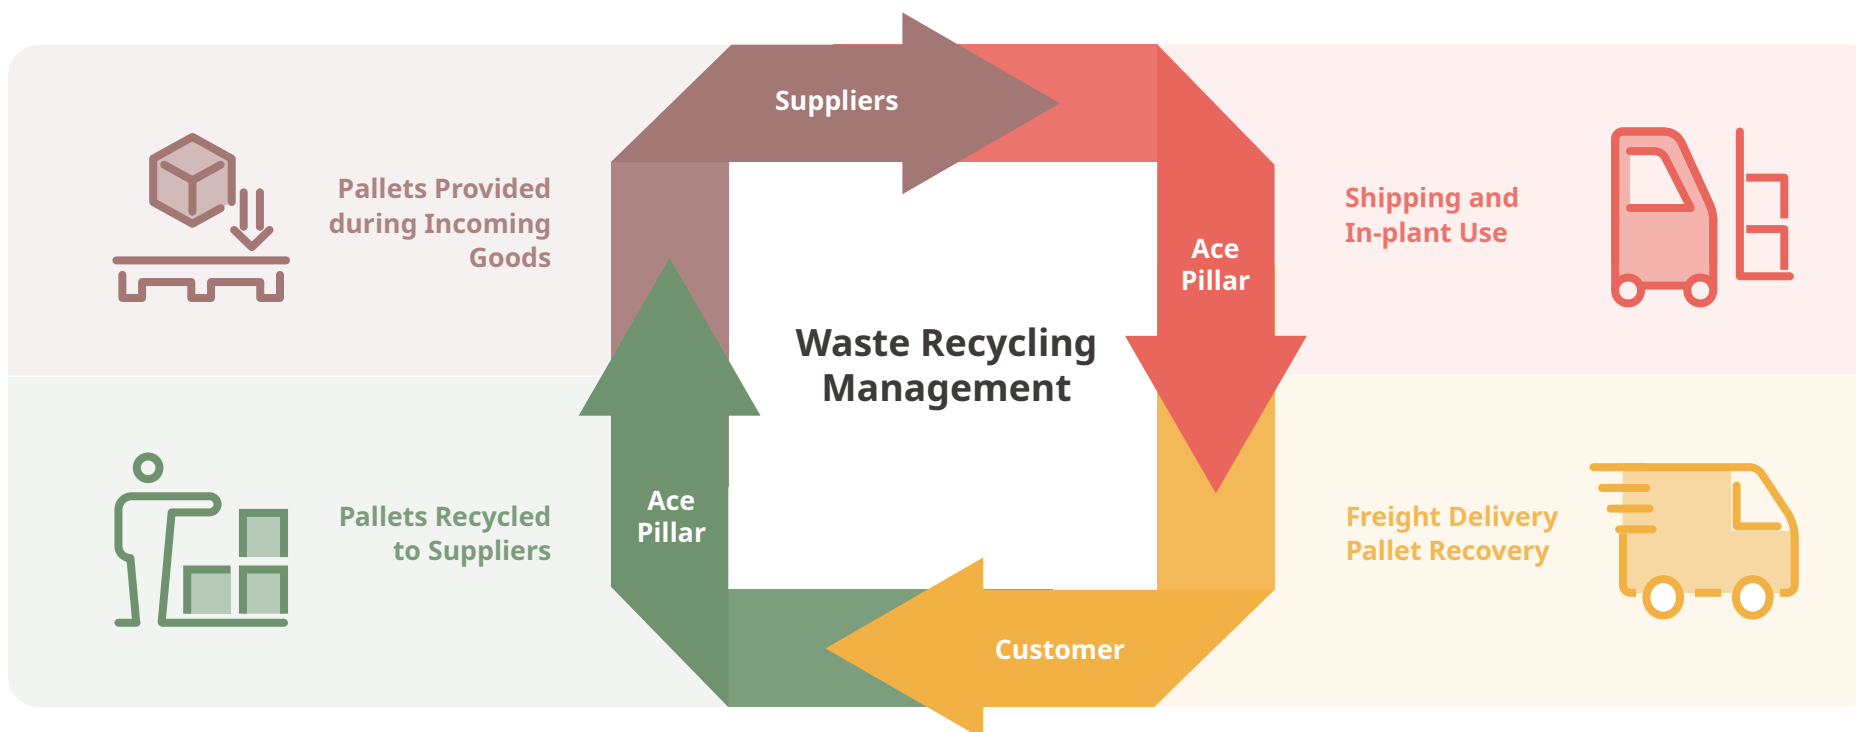 Suppliers
Pallets Provided
during Incoming
Goods
Shipping and
In-plant Use
Ace
Pillar
Waste Recycling
Management
Ace
Pillar
Pallets Recycled
to Suppliers
Freight Delivery
Pallet Recovery
Customer